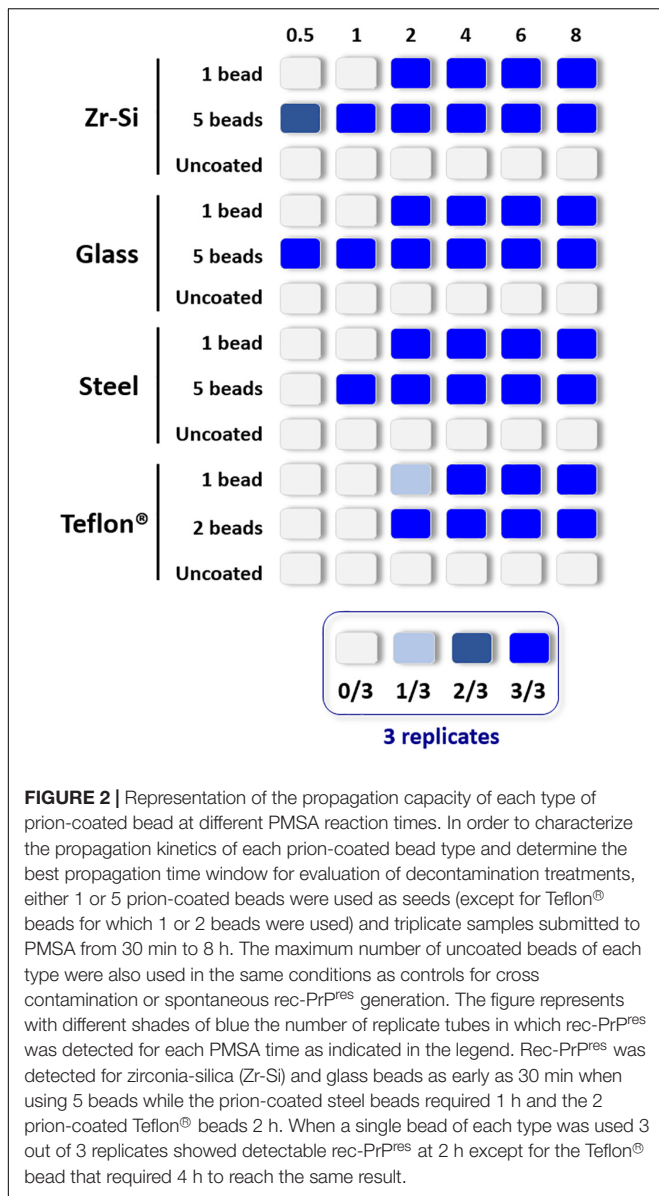 0.5 1 2 4 6 8
1 bead
Zr-Si 5 beads
Uncoated
1 bead
Glass 5 beads
Uncoated
1 bead
Steel 5 beads
Uncoated
1 bead
Teflon® 2 beads
Uncoated
0/3 1/3 2/3 3/3
3 replicates
FIGURE 2 | Representation of the propagation capacity of each type of
prion-coated bead at different PMSA reaction times. In order to characterize
the propagation kinetics of each prion-coated bead type and determine the
best propagation time window for evaluation of decontamination treatments,
either 1 or 5 prion-coated beads were used as seeds (except for Teflon®
beads for which 1 or 2 beads were used) and triplicate samples submitted to
PMSA from 30 min to 8 h. The maximum number of uncoated beads of each
type were also used in the same conditions as controls for cross
contamination or spontaneous rec-PrPres generation. The figure represents
with different shades of blue the number of replicate tubes in which rec-PrPres
was detected for each PMSA time as indicated in the legend. Rec-PrPres was
detected for zirconia-silica (Zr-Si) and glass beads as early as 30 min when
using 5 beads while the prion-coated steel beads required 1 h and the 2
prion-coated Teflon® beads 2 h. When a single bead of each type was used 3
out of 3 replicates showed detectable rec-PrPres at 2 h except for the Teflon®
bead that required 4 h to reach the same result.